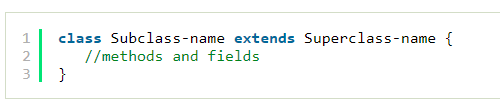 1 class Subclass-name extends Superclass-name {
2 //methods and fields
3 }